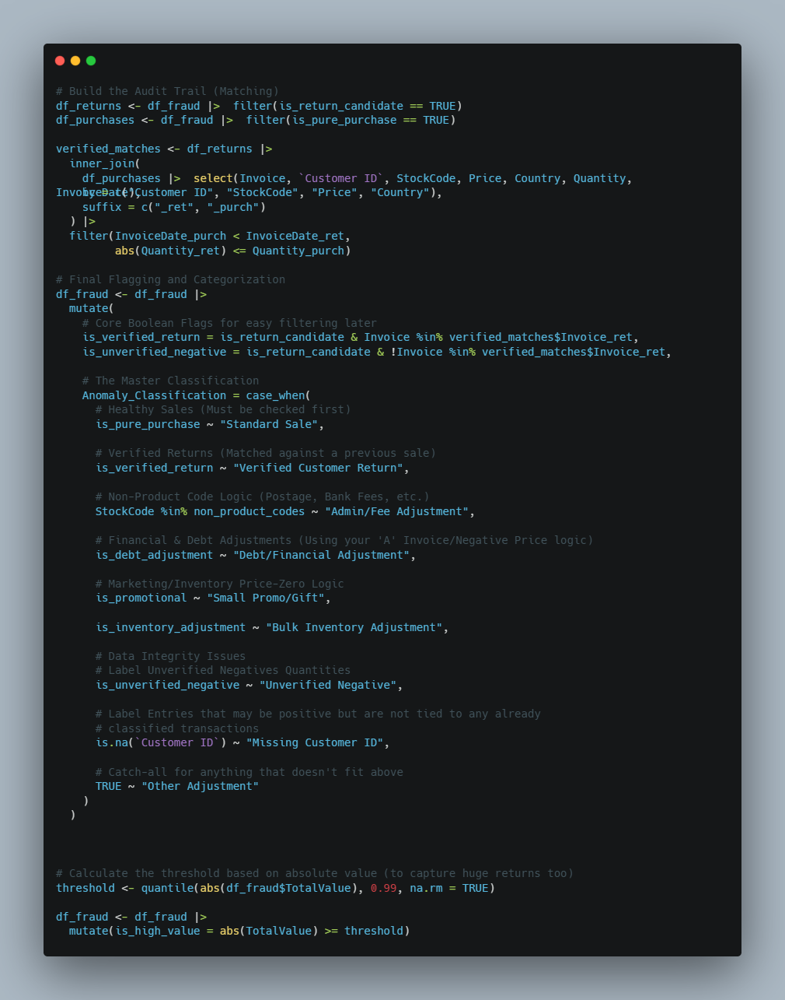 # Build the Audit Trail (Matching)
df_returns <- df_fraud |>  filter(is_return_candidate == TRUE)
df_purchases <- df_fraud |>  filter(is_pure_purchase == TRUE)
verified_matches <- df_returns |>
inner_join(
df_purchases |>  select(Invoice, `Customer ID`, StockCode, Price, Country, Quantity,
InvoiceDate),
by = c("Customer ID", "StockCode", "Price", "Country"),
suffix = c("_ret", "_purch")
) |>
filter(InvoiceDate_purch < InvoiceDate_ret,
abs(Quantity_ret) <= Quantity_purch)
# Final Flagging and Categorization
df_fraud <- df_fraud |>
mutate(
# Core Boolean Flags for easy filtering later
is_verified_return = is_return_candidate & Invoice %in% verified_matches$Invoice_ret,
is_unverified_negative = is_return_candidate & !Invoice %in% verified_matches$Invoice_ret,
# The Master Classification
Anomaly_Classification = case_when(
# Healthy Sales (Must be checked first)
is_pure_purchase ~ "Standard Sale",
# Verified Returns (Matched against a previous sale)
is_verified_return ~ "Verified Customer Return",
# Non-Product Code Logic (Postage, Bank Fees, etc.)
StockCode %in% non_product_codes ~ "Admin/Fee Adjustment",
# Financial & Debt Adjustments (Using your 'A' Invoice/Negative Price logic)
is_debt_adjustment ~ "Debt/Financial Adjustment",
# Marketing/Inventory Price-Zero Logic
is_promotional ~ "Small Promo/Gift",
is_inventory_adjustment ~ "Bulk Inventory Adjustment",
# Data Integrity Issues
# Label Unverified Negatives Quantities
is_unverified_negative ~ "Unverified Negative",
# Label Entries that may be positive but are not tied to any already
# classified transactions
is.na(`Customer ID`) ~ "Missing Customer ID",
# Catch-all for anything that doesn't fit above
TRUE ~ "Other Adjustment"
)
)
# Calculate the threshold based on absolute value (to capture huge returns too)
threshold <- quantile(abs(df_fraud$TotalValue), 0.99, na.rm = TRUE)
df_fraud <- df_fraud |>
mutate(is_high_value = abs(TotalValue) >= threshold)